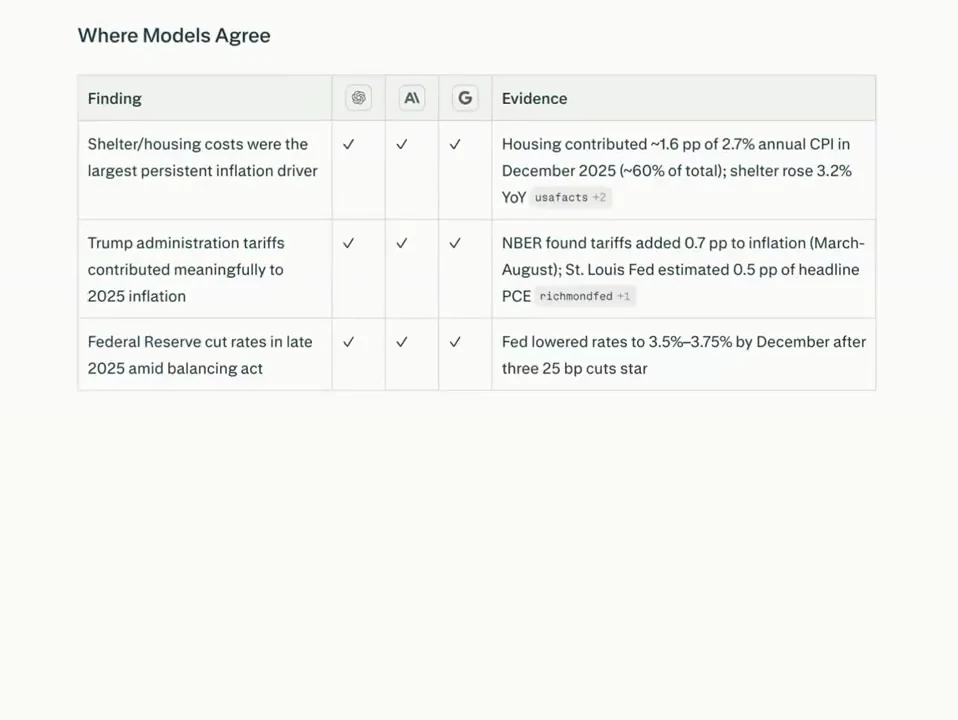 Where Models Agree
Finding
A\
G
Evidence
Shelter/housing costs were the
largest persistent inflation driver
✓ ✓ ✓
Housing contributed ~1.6 pp of 2.7% annual CPI in
December 2025 (~60% of total); shelter rose 3.2%
YoY usafacts +2
Trump administration tariffs
contributed meaningfully to
2025 inflation
✓ ✓ ✓
NBER found tariffs added 0.7 pp to inflation (March-
August); St. Louis Fed estimated 0.5 pp of headline
PCE richmondfed +1
Federal Reserve cut rates in late
2025 amid balancing act
✓ ✓ ✓
Fed lowered rates to 3.5%–3.75% by December after
three 25 bp cuts star